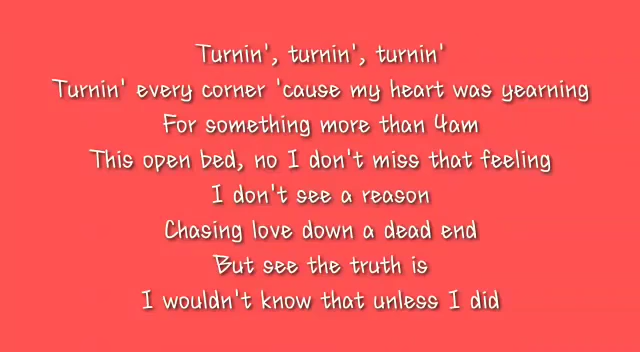 Turnin', turnin', turnin'
Turnin' every corner 'cause my heart was yearning
For something more than 4am
This open bed, no I don't miss that feeling
I don't see a reason
Chasing love down a dead end
But see the truth is
I wouldn't know that unless I did